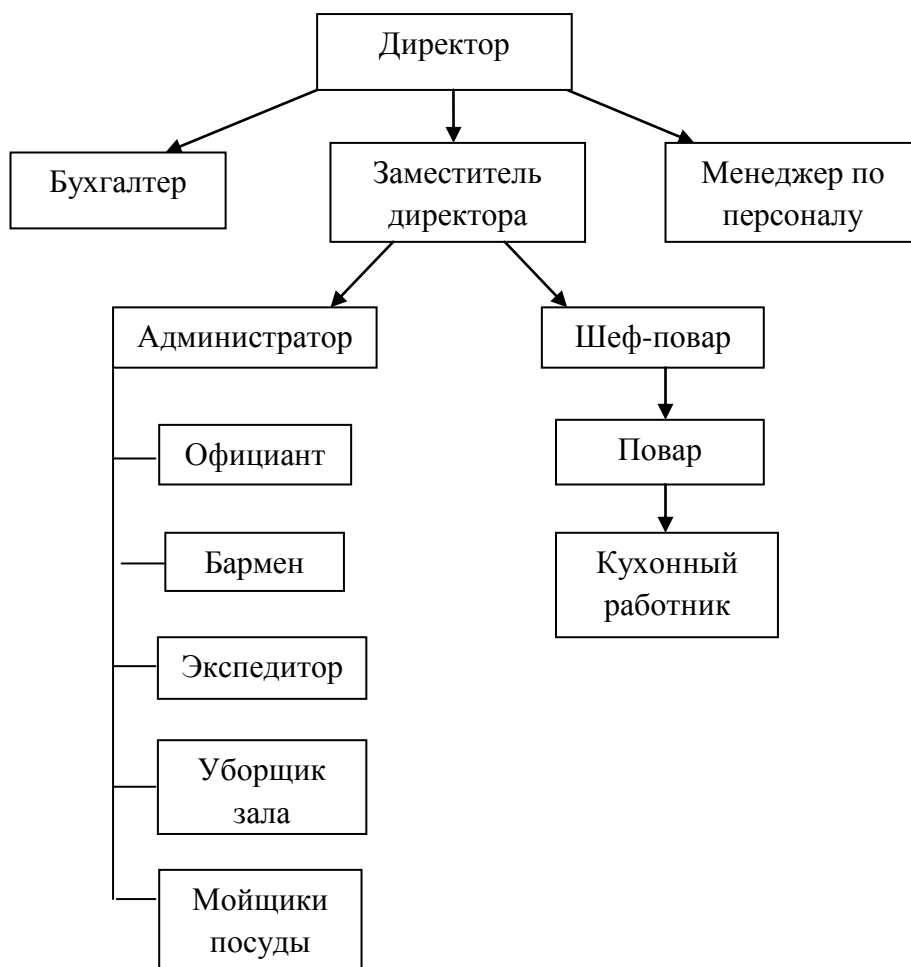 Директор
Бухгалтер
Заместитель
директора
Менеджер по
персоналу
Администратор
Шеф-повар
Официант
Повар
Бармен
Кухонный
работник
Экспедитор
Уборщик
зала
Мойщики
посуды